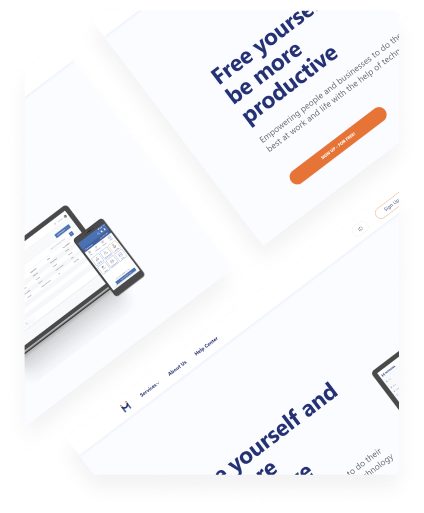 Free yourse
be more
productive
Empowering people and businesses to do the
best at work and life with the help of techn
SIGN UP - FOR FREE!
Sign Up
Services
About Us
Help Center
e yourself and
re
to do their
chnology